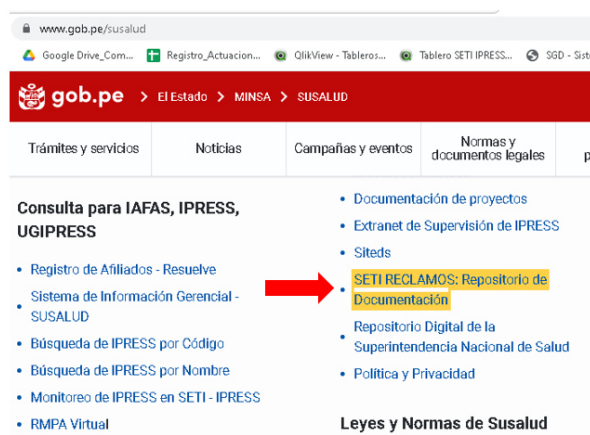 www.gob.pe/susalud
Google Drive_Com... Registro_Actuacion... QlikView - Tableros... Tablero SETI IPRESS... SGD - Sist
gob.pe > El Estado > MINSA > SUSALUD
Trámites y servicios Noticias Campañas y eventos Normas y documentos legales p
Consulta para IAFAS, IPRESS,
UGIPRESS
• Registro de Afiliados - Resuelve
• Sistema de Información Gerencial -
SUSALUD
• Búsqueda de IPRESS por Código
• Búsqueda de IPRESS por Nombre
• Monitoreo de IPRESS en SETI - IPRESS
• RMPA Virtual
• Documentación de proyectos
• Extranet de Supervisión de IPRESS
• Siteds
• SETI RECLAMOS: Repositorio de
Documentación
• Repositorio Digital de la
Superintendencia Nacional de Salud
• Política y Privacidad
Leyes y Normas de Susalud